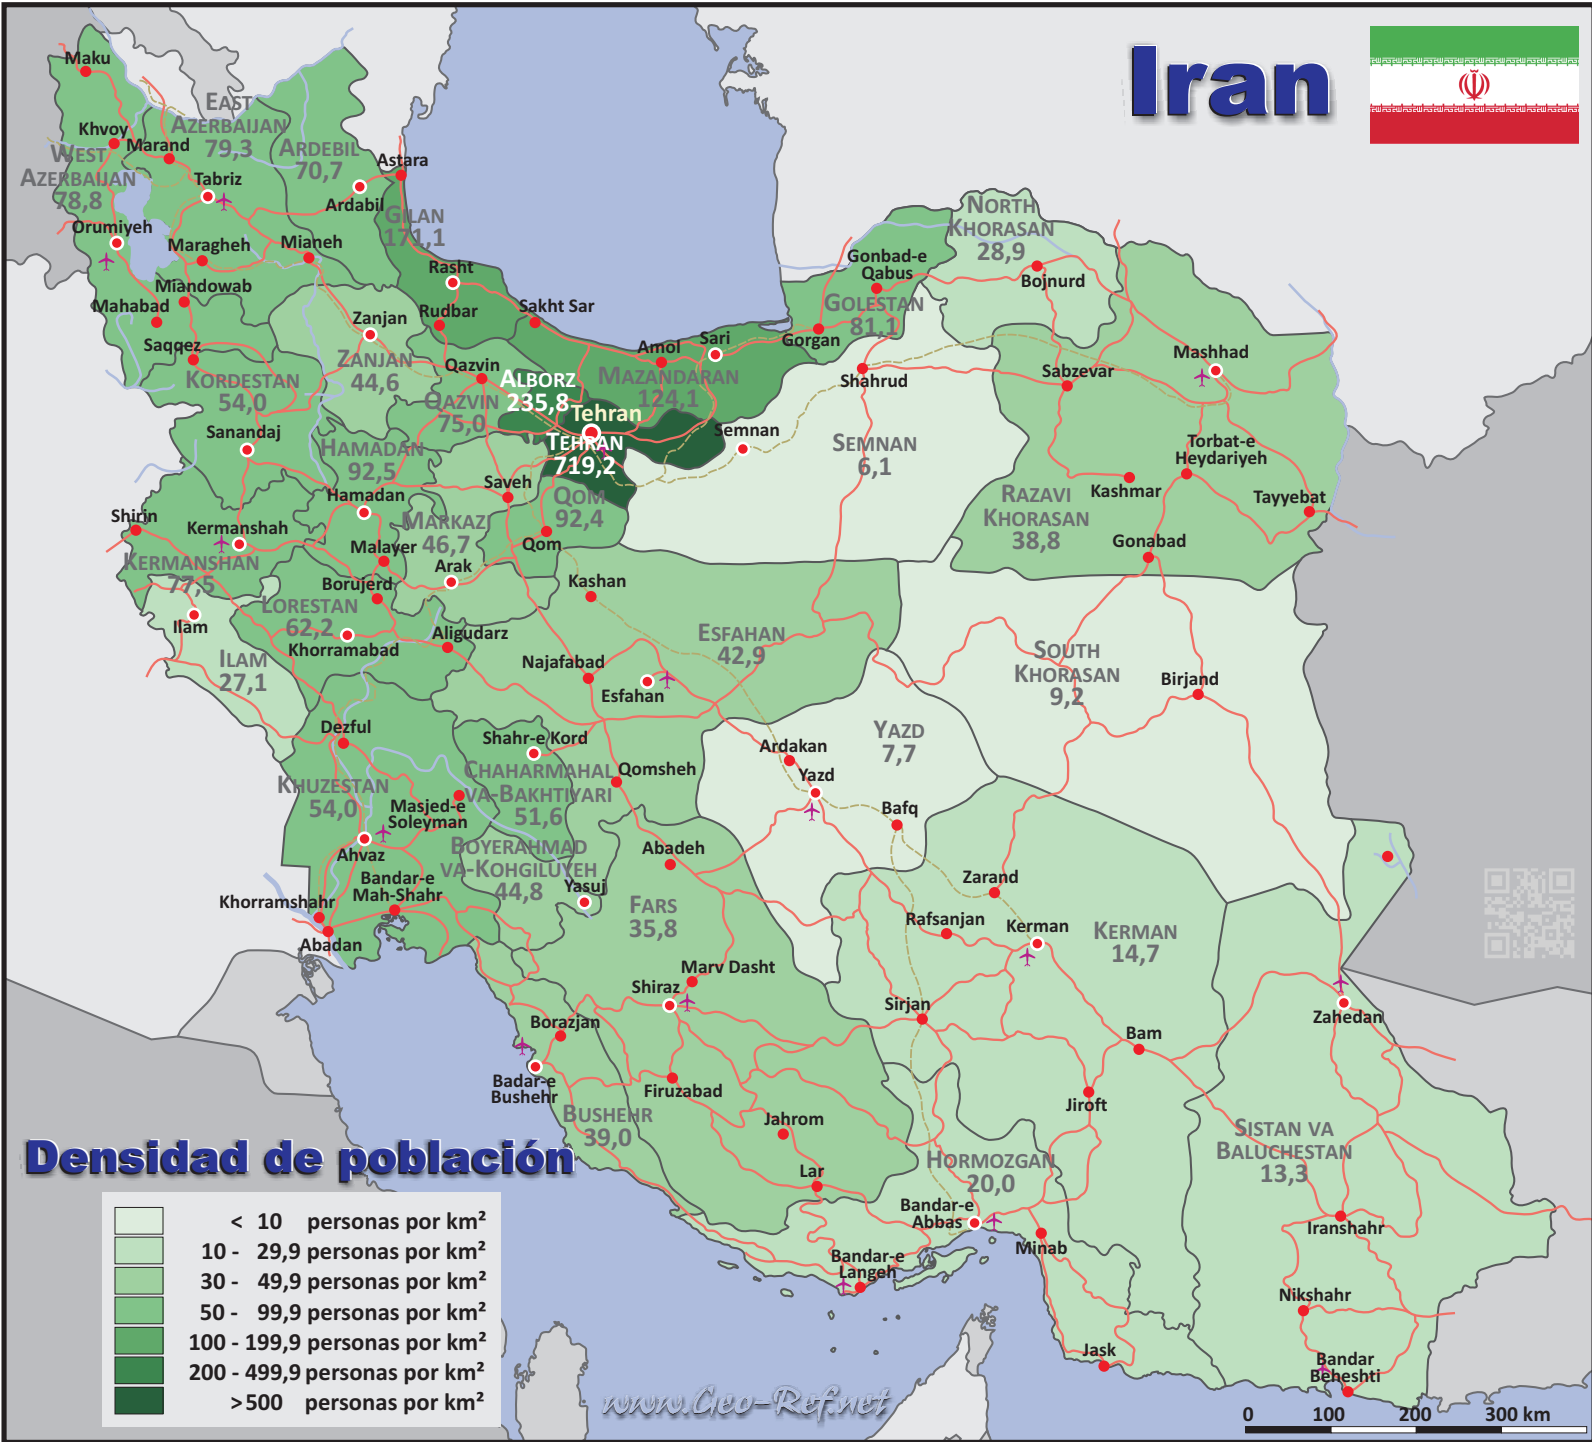 Iran
Maku
EAST
AZERBAIJAN
79,3
Khvoy
Marand
ARDEBIL
70,7
WEST
AZERBAIJAN
78,8
Astara
Tabriz
Ardabil
GILAN
171,1
Orumiyeh
Maragheh
Mianeh
NORTH
KHORASAN
28,9
Gonbad-e
Qabus
Bojnurd
Rasht
Miandowab
Mahabad
Rudbar
Sakht Sar
GOLESTAN
81,1
Zanjan
Saqqez
Amol
Sari
Gorgan
ZANJAN
44,6
Mashhad
KORDESTAN
54,0
Qazvin
ALBORZ
235,8
MAZANDARAN
124,1
Shahrud
Sabzevar
QAZVIN
75,0
Tehran
Sanandaj
TEHRAN
719,2
Semnan
SEMNAN
6,1
Torbat-e
Heydariyeh
HAMADAN
92,5
Saveh
QOM
92,4
Kashmar
RAZAVI
KHORASAN
38,8
Tayyebat
Hamadan
Shirin
Kermanshah
MARKAZI
46,7
Malayer
Qom
Gonabad
KERMANSHAN
77,5
Arak
Borujerd
Kashan
LORESTAN
62,2
Ilam
Khorramabad
Aligudarz
ESFAHAN
42,9
ILAM
27,1
Najafabad
SOUTH
KHORASAN
9,2
Birjand
Esfahan
Dezful
Shahr-e Kord
YAZD
7,7
Ardakan
KHUZESTAN
54,0
CHAHARMAHAL
VA-BAKHTIYARI
51,6
Qomsheh
Yazd
Masjed-e
Soleyman
Bafq
Ahvaz
BOYERAHMAD
VA-KOHGILUYEH
44,8
Abadeh
Bandar-e
Mah-Shahr
Yasuj
Zarand
Khorramshahr
FARS
35,8
Rafsanjan
Kerman
KERMAN
14,7
Abadan
Marv Dasht
Shiraz
Sirjan
Zahedan
Borazjan
Bam
Badar-e
Bushehr
Firuzabad
Jiroft
BUSHEHR
39,0
Jahrom
SISTAN VA
BALUCHESTAN
13,3
Densidad de población
Lar
HORMOZGAN
20,0
Bandar-e
Abbas
Iranshahr
Minab
Bandar-e
Langeh
Nikshahr
Jask
Bandar
Beheshti
< 10 personas por km²
10 - 29,9 personas por km²
30 - 49,9 personas por km²
50 - 99,9 personas por km²
100 - 199,9 personas por km²
200 - 499,9 personas por km²
>500 personas por km²
www.Geo-Ref.net
0 100 200 300 km